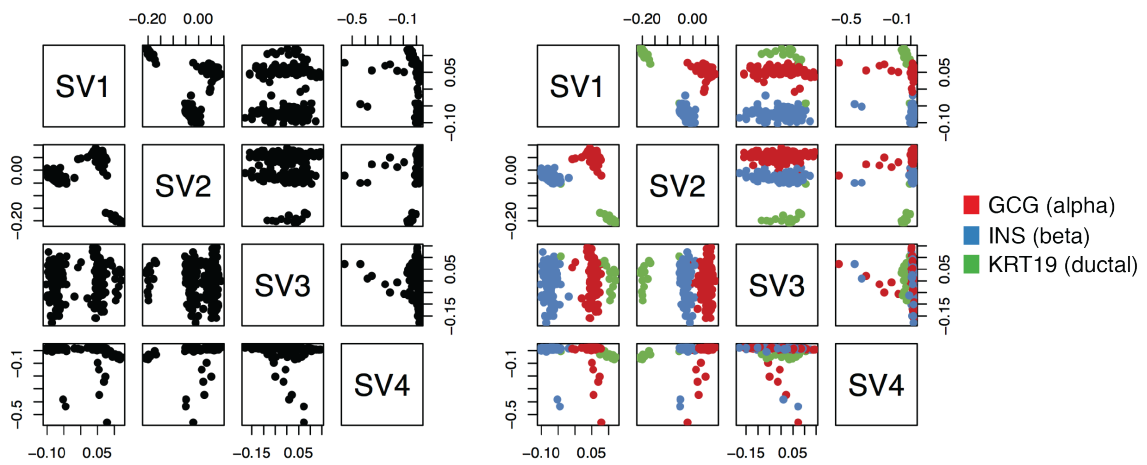 −0.20 0.00 −0.5 −0.1 −0.20 0.00 −0.5 −0.1
SV1 0.05 −0.10 SV1 0.05 −0.10
0.00 −0.20 SV2 0.00 −0.20 SV2
GCG (alpha)
INS (beta)
KRT19 (ductal)
SV3 0.05 −0.15 SV3 0.05 −0.15
−0.1 −0.5 SV4 −0.1 −0.5 SV4
−0.10 0.05 −0.15 0.05 −0.10 0.05 −0.15 0.05